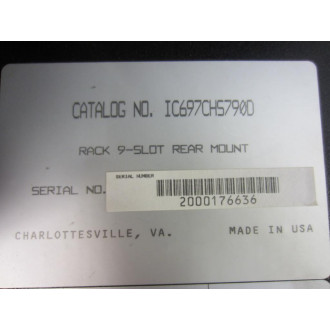 CATALOG NO. IC697CHS790D
RACK 9-SLOT REAR MOUNT
SERIAL NUMBER
SERIAL NO.
2000176636
CHARLOTTESVILLE, VA. MADE IN USA